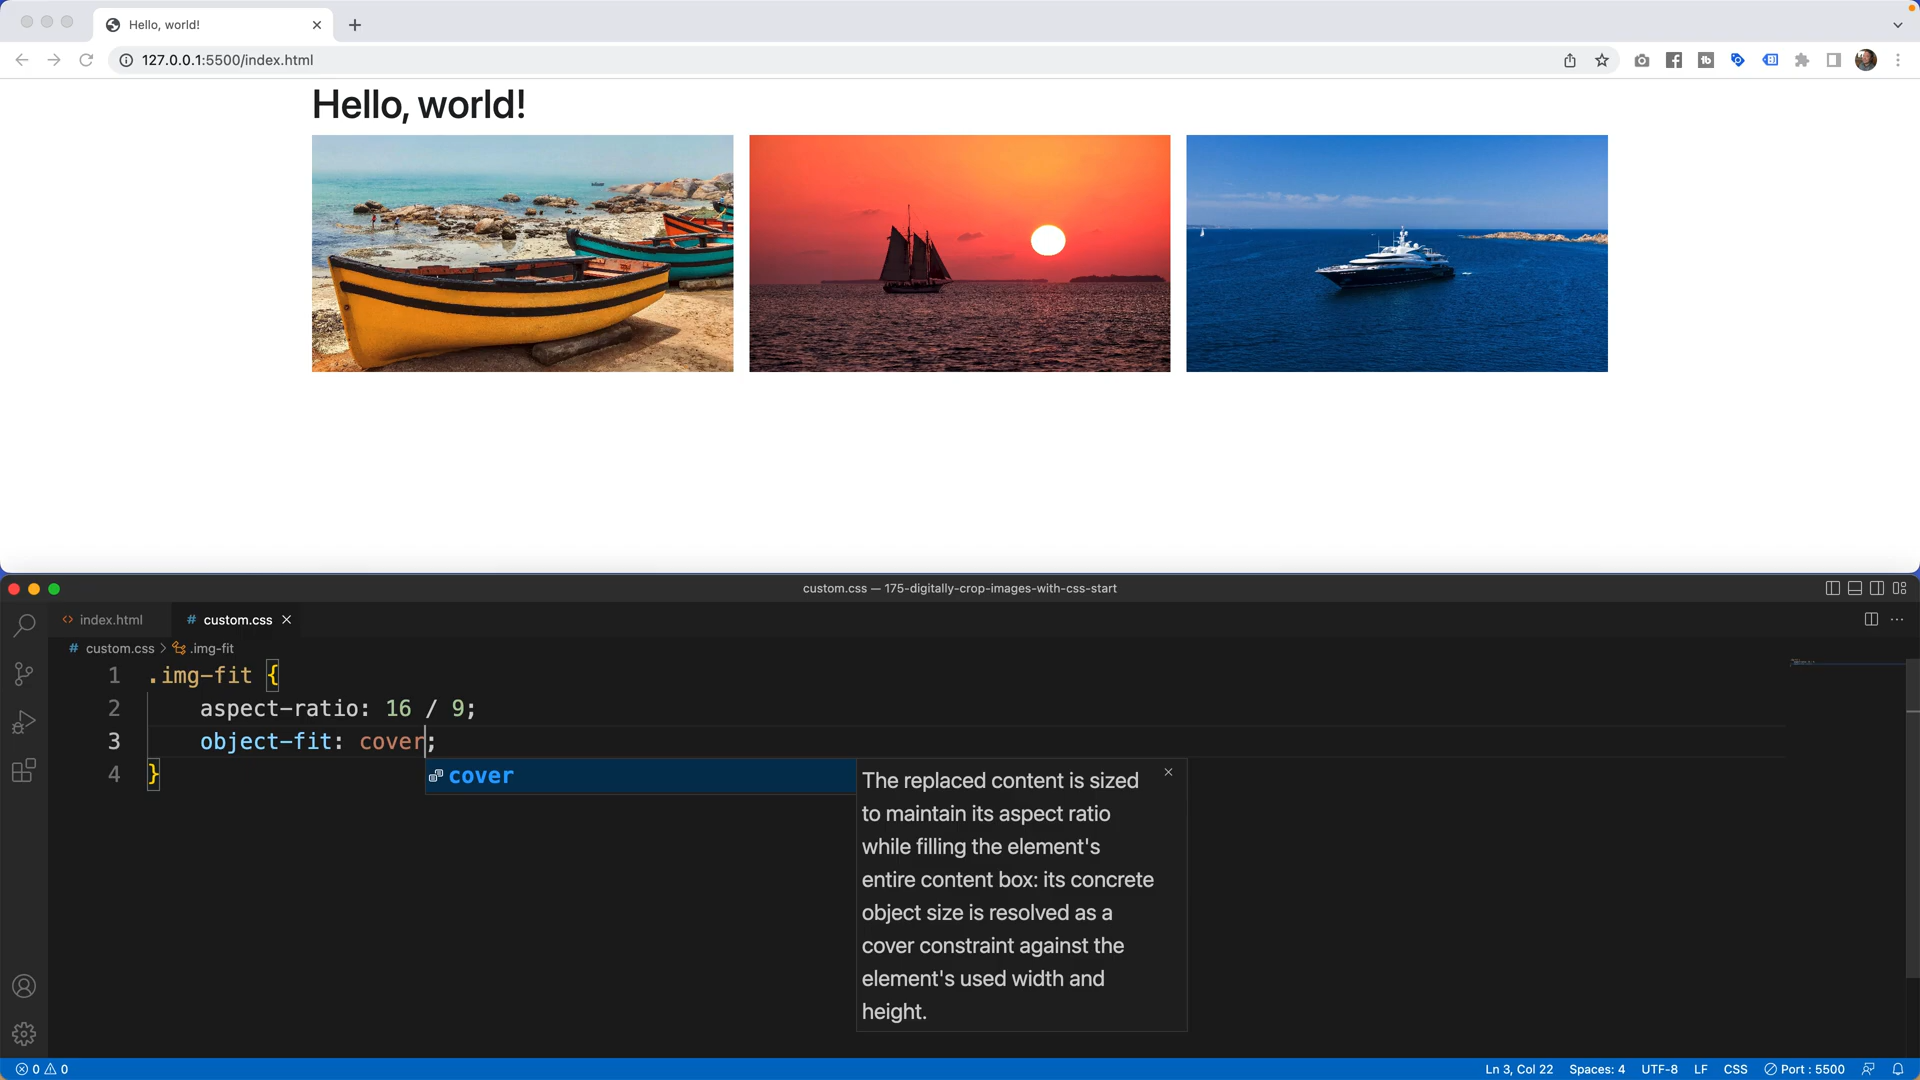 Hello, world!
127.0.0.1:5500/index.html
Hello, world!
custom.css — 175-digitally-crop-images-with-css-start
index.html
# custom.css
# custom.css > .img-fit
1 .img-fit {
2 aspect-ratio: 16 / 9;
3 object-fit: cover;
4 }
cover
The replaced content is sized
to maintain its aspect ratio
while filling the element's
entire content box: its concrete
object size is resolved as a
cover constraint against the
element's used width and
height.
0 0
Ln 3, Col 22 Spaces: 4 UTF-8 LF CSS Port : 5500